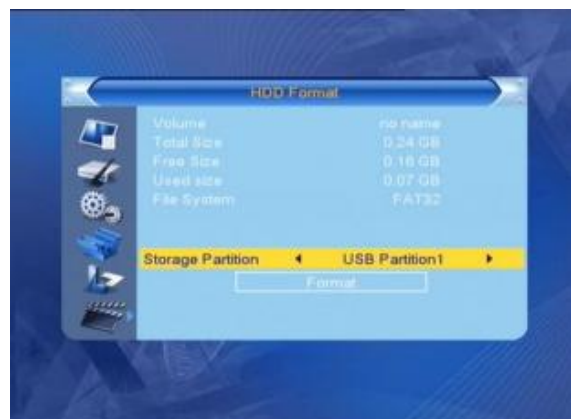 HDD Format
Volume no name
Total Size 0.24 GB
Free Size 0.16 GB
Used size 0.07 GB
File System FAT32
Storage Partition USB Partition1
Format